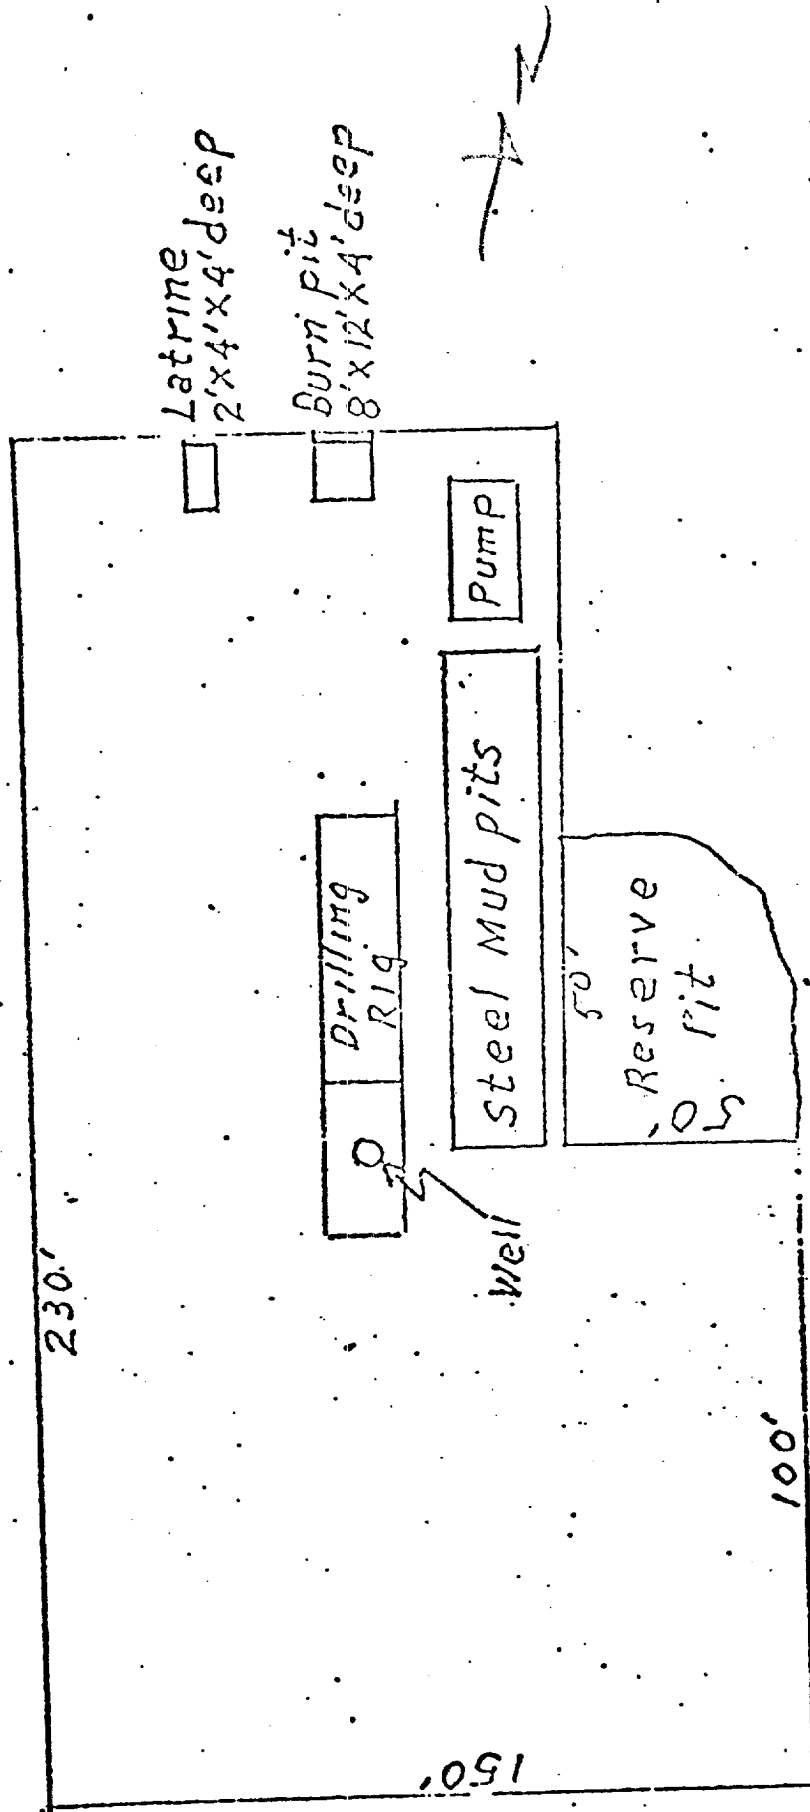 230'
Latrine
2'x4'x4' deep
Burn pit
8'x12'x4' deep
N
Drilling
Rig
Pump
Steel Mud pits
Well
50'
Reserve
Pit
50'
150'
100'